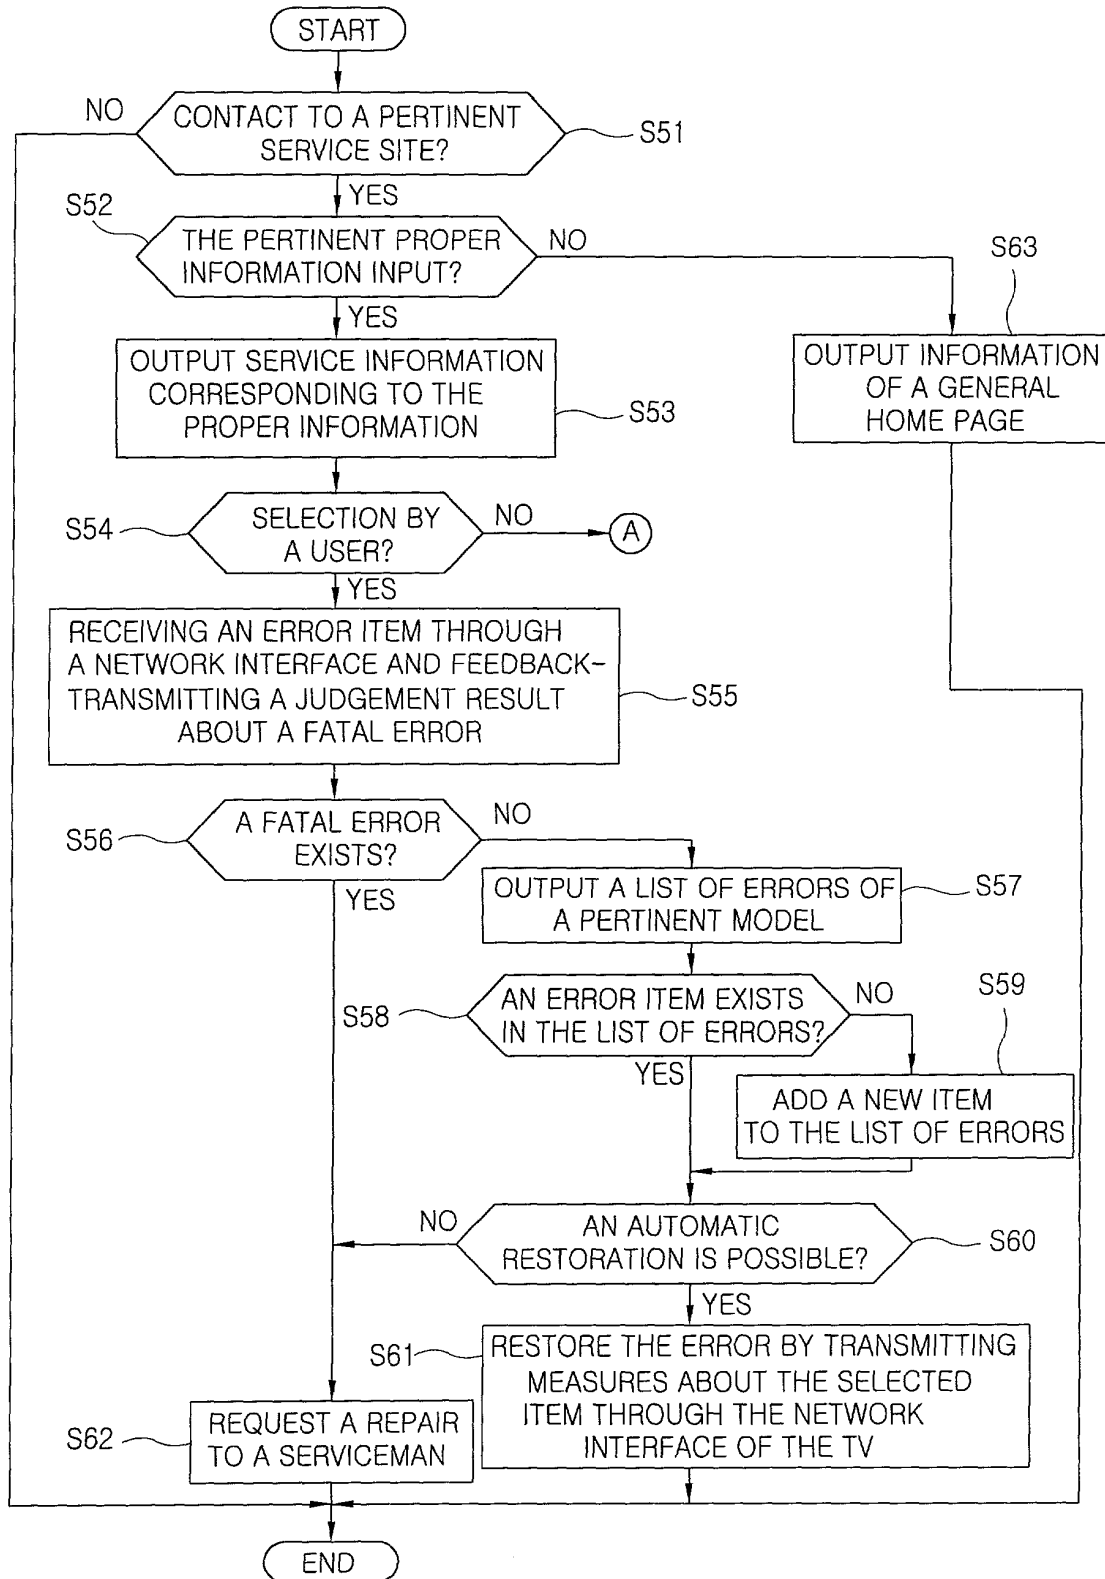 START
NO
CONTACT TO A PERTINENT
SERVICE SITE?
S51
YES
S52
THE PERTINENT PROPER
INFORMATION INPUT?
NO
S63
YES
OUTPUT SERVICE INFORMATION
CORRESPONDING TO THE
PROPER INFORMATION
S53
OUTPUT INFORMATION
OF A GENERAL
HOME PAGE
S54
SELECTION BY
A USER?
NO
A
YES
RECEIVING AN ERROR ITEM THROUGH
A NETWORK INTERFACE AND FEEDBACK-
TRANSMITTING A JUDGEMENT RESULT
ABOUT A FATAL ERROR
S55
S56
A FATAL ERROR
EXISTS?
NO
YES
OUTPUT A LIST OF ERRORS OF
A PERTINENT MODEL
S57
S58
AN ERROR ITEM EXISTS
IN THE LIST OF ERRORS?
NO
S59
YES
ADD A NEW ITEM
TO THE LIST OF ERRORS
NO
AN AUTOMATIC
RESTORATION IS POSSIBLE?
S60
YES
S61
RESTORE THE ERROR BY TRANSMITTING
MEASURES ABOUT THE SELECTED
ITEM THROUGH THE NETWORK
INTERFACE OF THE TV
S62
REQUEST A REPAIR
TO A SERVICEMAN
END